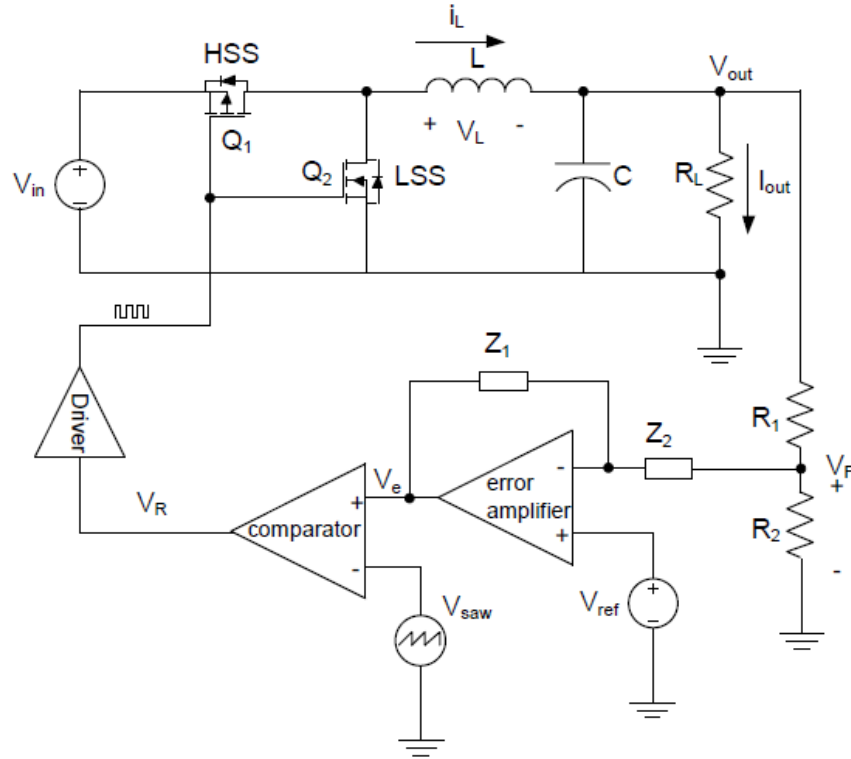 iL
HSS
L
Vout
+ VL -
Q1
Q2
LSS
C
RL
Iout
Vin
+
-
Z1
Driver
R1
Z2
VF
+
Ve
-
error
amplifier
+
VR
+
comparator
-
R2
-
Vsaw
Vref
+
-